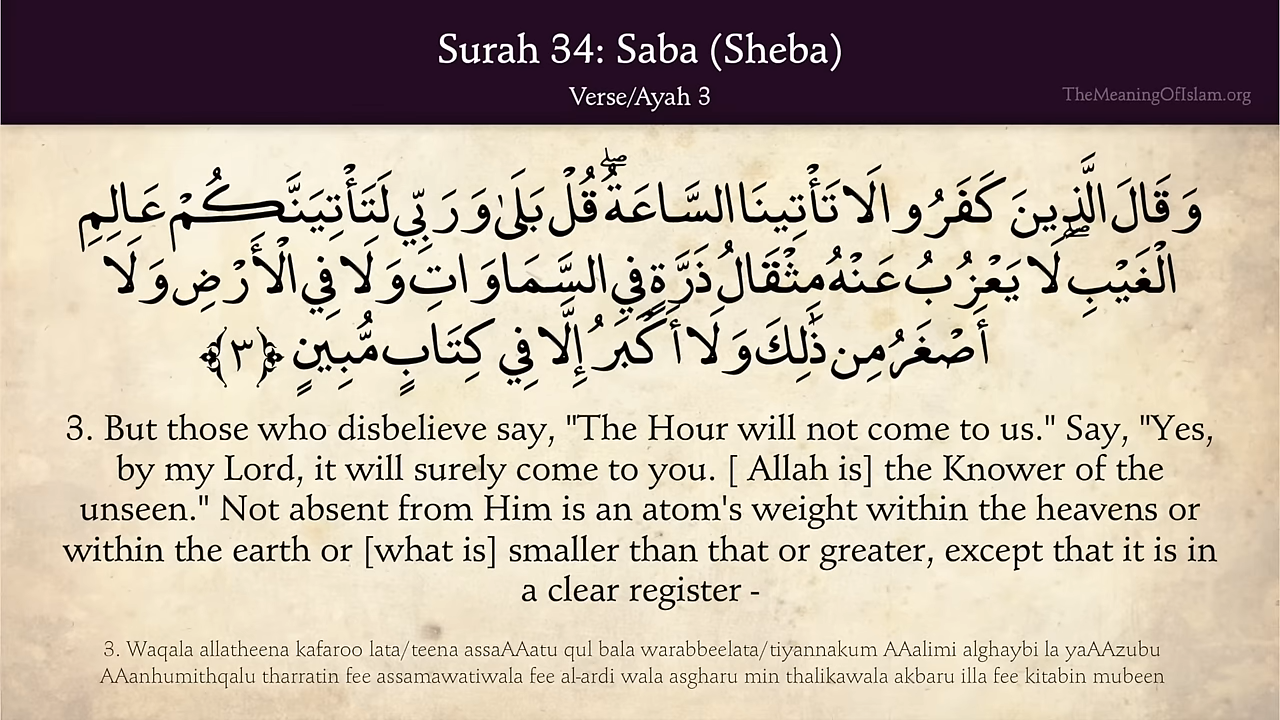 Surah 34: Saba (Sheba)
Verse/Ayah 3
TheMeaningOfIslam.org
وَقَالَ الَّذِينَ كَفَرُوا لَا تَأْتِينَا السَّاعَةُ ۖ قُلْ بَلَىٰ وَرَبِّي لَتَأْتِيَنَّكُمْ عَالِمِ
الْغَيْبِ ۖ لَا يَعْزُبُ عَنْهُ مِثْقَالُ ذَرَّةٍ فِي السَّمَاوَاتِ وَلَا فِي الْأَرْضِ وَلَا
أَصْغَرُ مِن ذَٰلِكَ وَلَا أَكْبَرُ إِلَّا فِي كِتَابٍ مُّبِينٍ ﴿٣﴾
3. But those who disbelieve say, "The Hour will not come to us." Say, "Yes,
by my Lord, it will surely come to you. [ Allah is] the Knower of the
unseen." Not absent from Him is an atom's weight within the heavens or
within the earth or [what is] smaller than that or greater, except that it is in
a clear register -
3. Waqala allatheena kafaroo lata/teena assaAAatu qul bala warabbeelata/tiyannakum AAalimi alghaybi la yaAAzubu
AAanhumithqalu tharratin fee assamawatiwala fee al-ardi wala asgharu min thalikawala akbaru illa fee kitabin mubeen